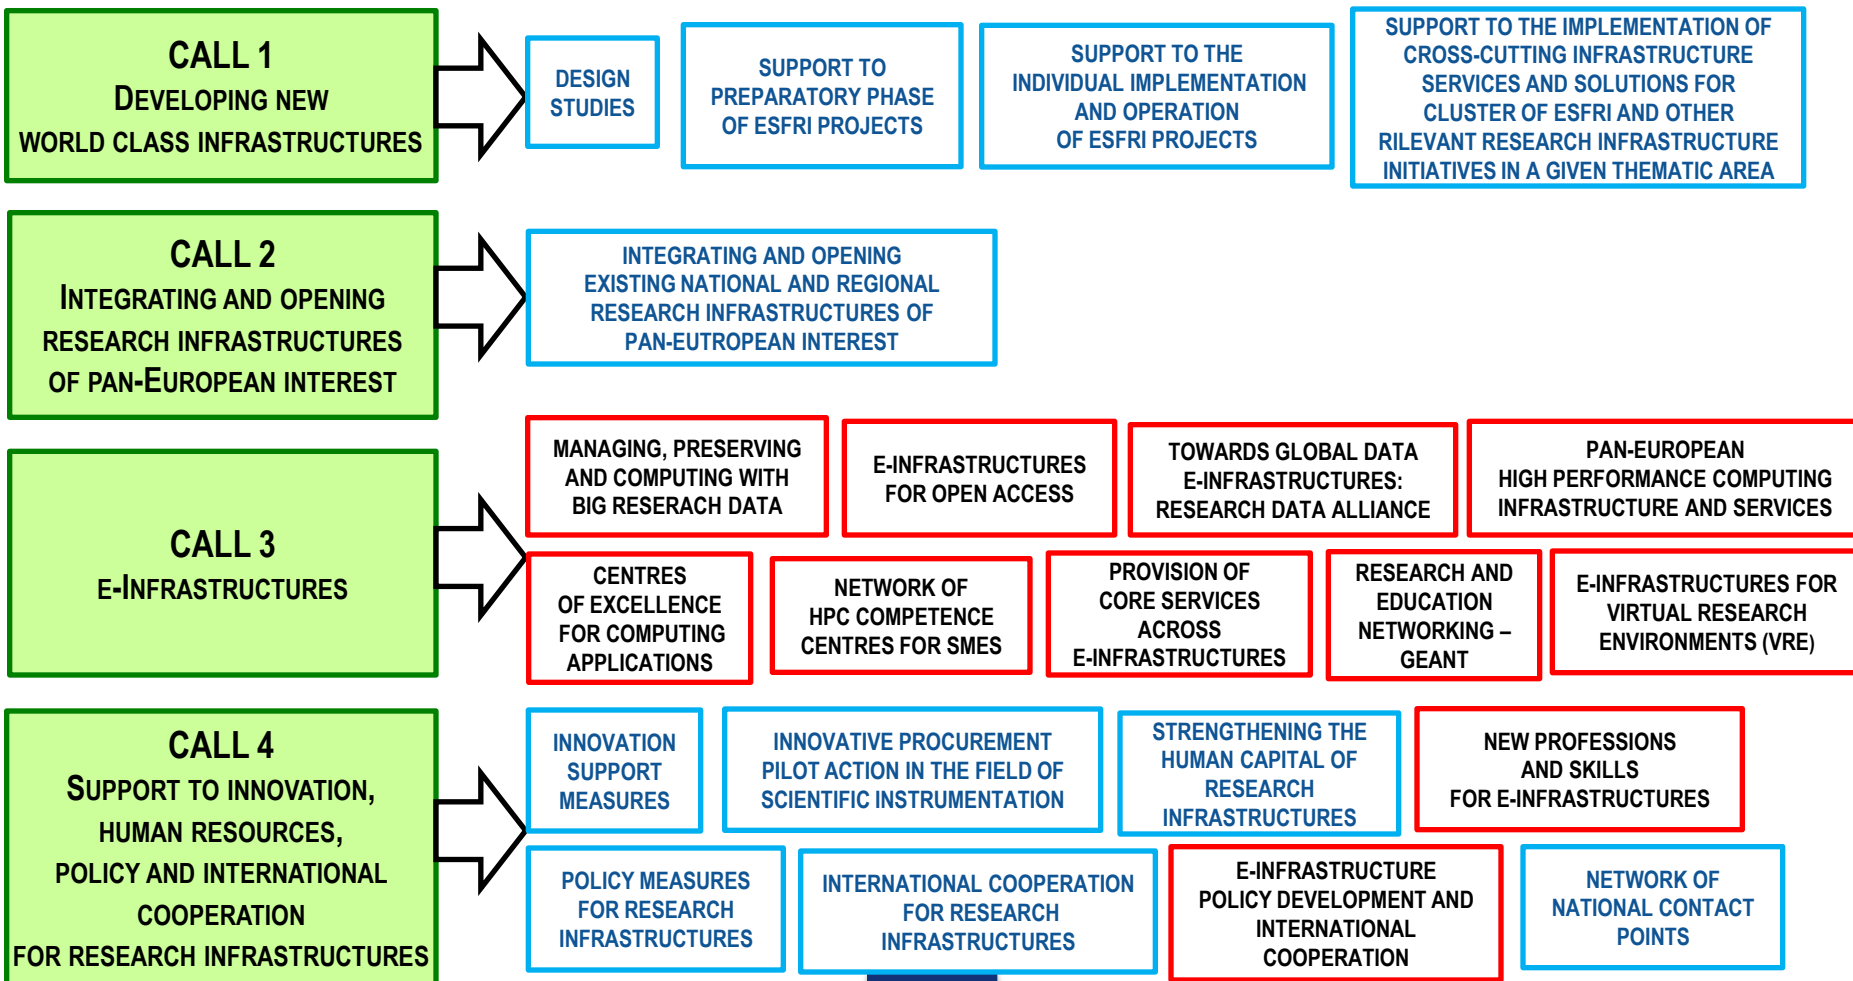 CALL 1
DEVELOPING NEW
WORLD CLASS INFRASTRUCTURES
DESIGN
STUDIES
SUPPORT TO
PREPARATORY PHASE
OF ESFRI PROJECTS
SUPPORT TO THE
INDIVIDUAL IMPLEMENTATION
AND OPERATION
OF ESFRI PROJECTS
SUPPORT TO THE IMPLEMENTATION OF
CROSS-CUTTING INFRASTRUCTURE
SERVICES AND SOLUTIONS FOR
CLUSTER OF ESFRI AND OTHER
RILEVANT RESEARCH INFRASTRUCTURE
INITIATIVES IN A GIVEN THEMATIC AREA
CALL 2
INTEGRATING AND OPENING
RESEARCH INFRASTRUCTURES
OF PAN-EUROPEAN INTEREST
INTEGRATING AND OPENING
EXISTING NATIONAL AND REGIONAL
RESEARCH INFRASTRUCTURES OF
PAN-EUTROPEAN INTEREST
CALL 3
E-INFRASTRUCTURES
MANAGING, PRESERVING
AND COMPUTING WITH
BIG RESERACH DATA
E-INFRASTRUCTURES
FOR OPEN ACCESS
TOWARDS GLOBAL DATA
E-INFRASTRUCTURES:
RESEARCH DATA ALLIANCE
PAN-EUROPEAN
HIGH PERFORMANCE COMPUTING
INFRASTRUCTURE AND SERVICES
CENTRES
OF EXCELLENCE
FOR COMPUTING
APPLICATIONS
NETWORK OF
HPC COMPETENCE
CENTRES FOR SMES
PROVISION OF
CORE SERVICES
ACROSS
E-INFRASTRUCTURES
RESEARCH AND
EDUCATION
NETWORKING –
GEANT
E-INFRASTRUCTURES FOR
VIRTUAL RESEARCH
ENVIRONMENTS (VRE)
CALL 4
SUPPORT TO INNOVATION,
HUMAN RESOURCES,
POLICY AND INTERNATIONAL
COOPERATION
FOR RESEARCH INFRASTRUCTURES
INNOVATION
SUPPORT
MEASURES
INNOVATIVE PROCUREMENT
PILOT ACTION IN THE FIELD OF
SCIENTIFIC INSTRUMENTATION
STRENGTHENING THE
HUMAN CAPITAL OF
RESEARCH
INFRASTRUCTURES
NEW PROFESSIONS
AND SKILLS
FOR E-INFRASTRUCTURES
POLICY MEASURES
FOR RESEARCH
INFRASTRUCTURES
INTERNATIONAL COOPERATION
FOR RESEARCH
INFRASTRUCTURES
E-INFRASTRUCTURE
POLICY DEVELOPMENT AND
INTERNATIONAL
COOPERATION
NETWORK OF
NATIONAL CONTACT
POINTS